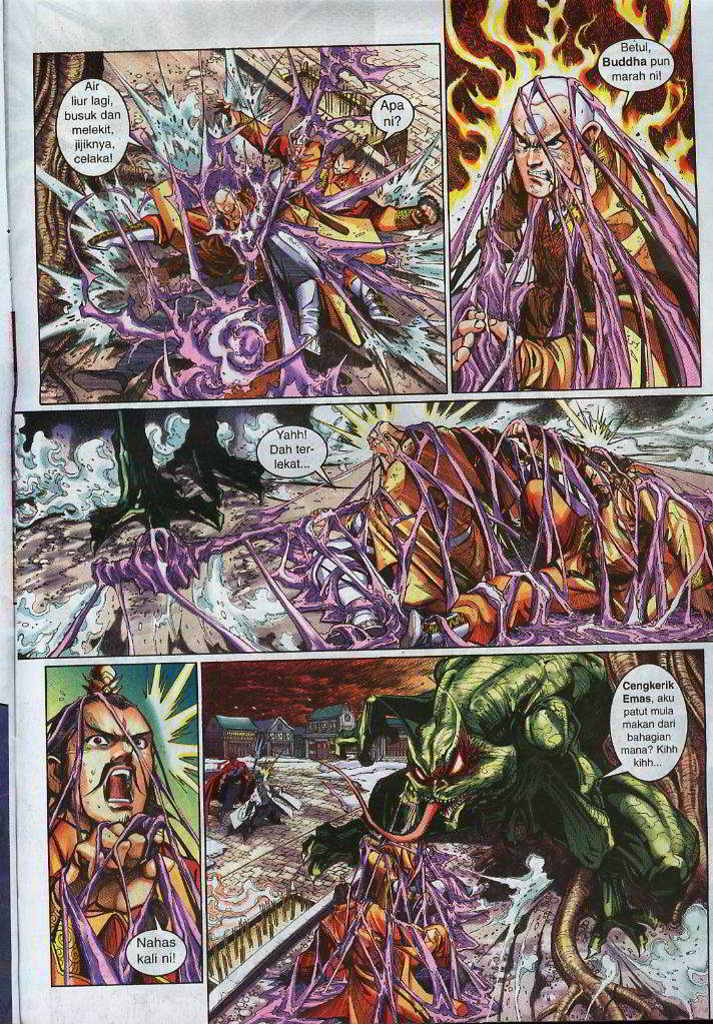 Air
liur lagi,
busuk dan
melekit,
jijiknya,
celaka!
Apa
ni?
Betul,
Buddha pun
marah ni!
Yahh!
Dah ter-
lekat...
Nahas
kali ni!
Cengkerik
Emas, aku
patut mula
makan dari
bahagian
mana? Kihh
kihh...